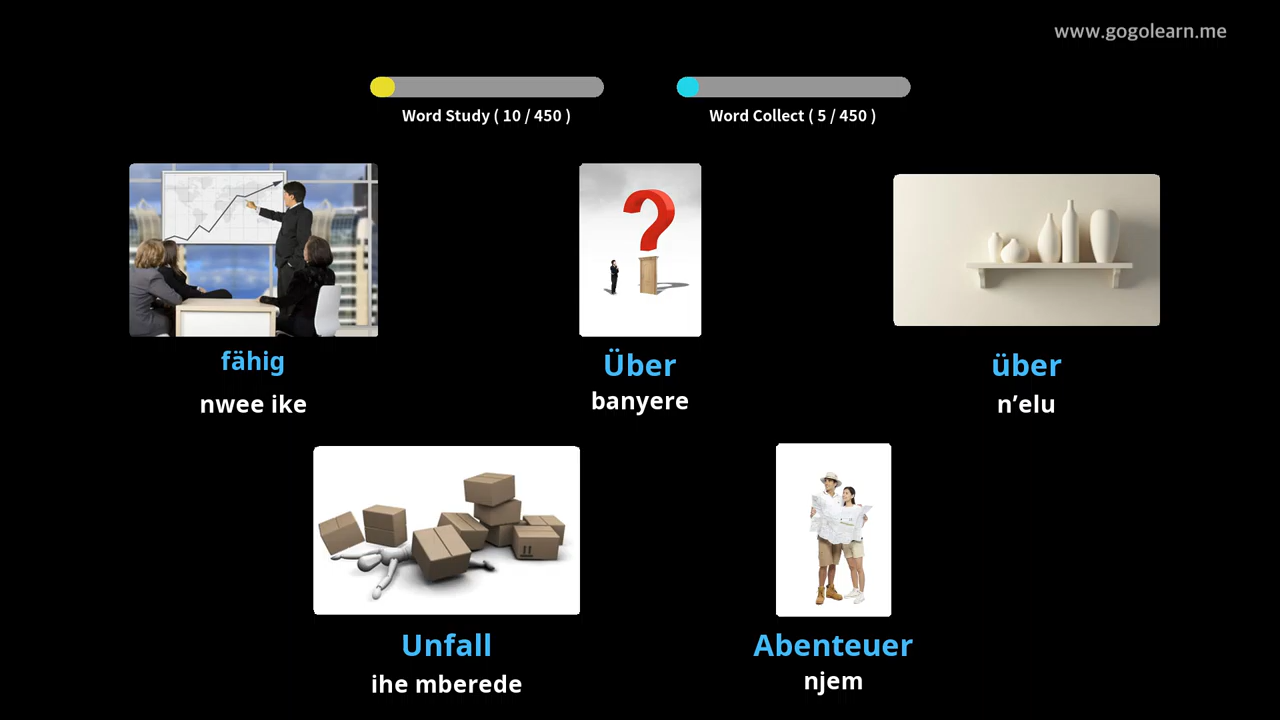 www.gogolearn.me
Word Study ( 10 / 450 )
Word Collect ( 5 / 450 )
fähig
nwee ike
Über
banyere
über
n’elu
Unfall
ihe mberede
Abenteuer
njem